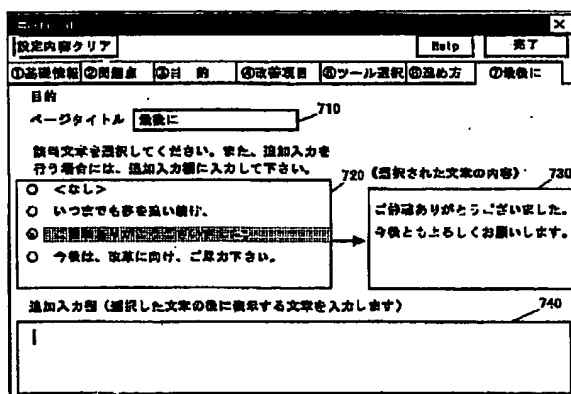 設定内容クリア
Help
完了
①基礎情報 ②問題点 ③目 的 ④改善項目 ⑤ツール選択 ⑥進め方 ⑦最後に
目的
ページタイトル 最後に
710
該当文章を選択してください。また、追加入力を
行う場合には、追加入力欄に入力して下さい。
720 (選択された文章の内容) 730
<なし>
いつまでも夢を追い続け、
今後は、改革に向け、ご尽力下さい。
ご静聴ありがとうございました。
今後ともよろしくお願いします。
追加入力欄 (選択した文章の後に表示する文章を入力します)
740